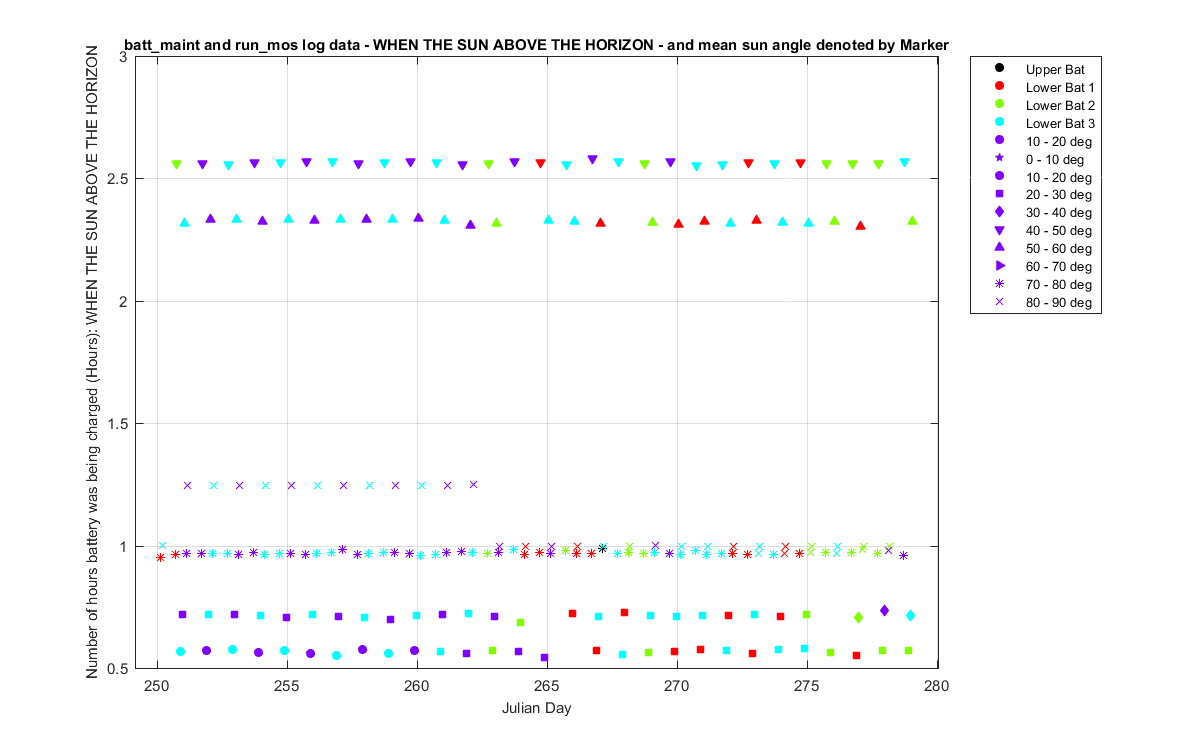 batt_maint and run_mos log data - WHEN THE SUN ABOVE THE HORIZON - and mean sun angle denoted by Marker
Number of hours battery was being charged (Hours): WHEN THE SUN ABOVE THE HORIZON
3
2.5
2
1.5
1
0.5
250
255
260
265
270
275
280
Julian Day
Upper Bat
Lower Bat 1
Lower Bat 2
Lower Bat 3
10 - 20 deg
0 - 10 deg
10 - 20 deg
20 - 30 deg
30 - 40 deg
40 - 50 deg
50 - 60 deg
60 - 70 deg
70 - 80 deg
80 - 90 deg